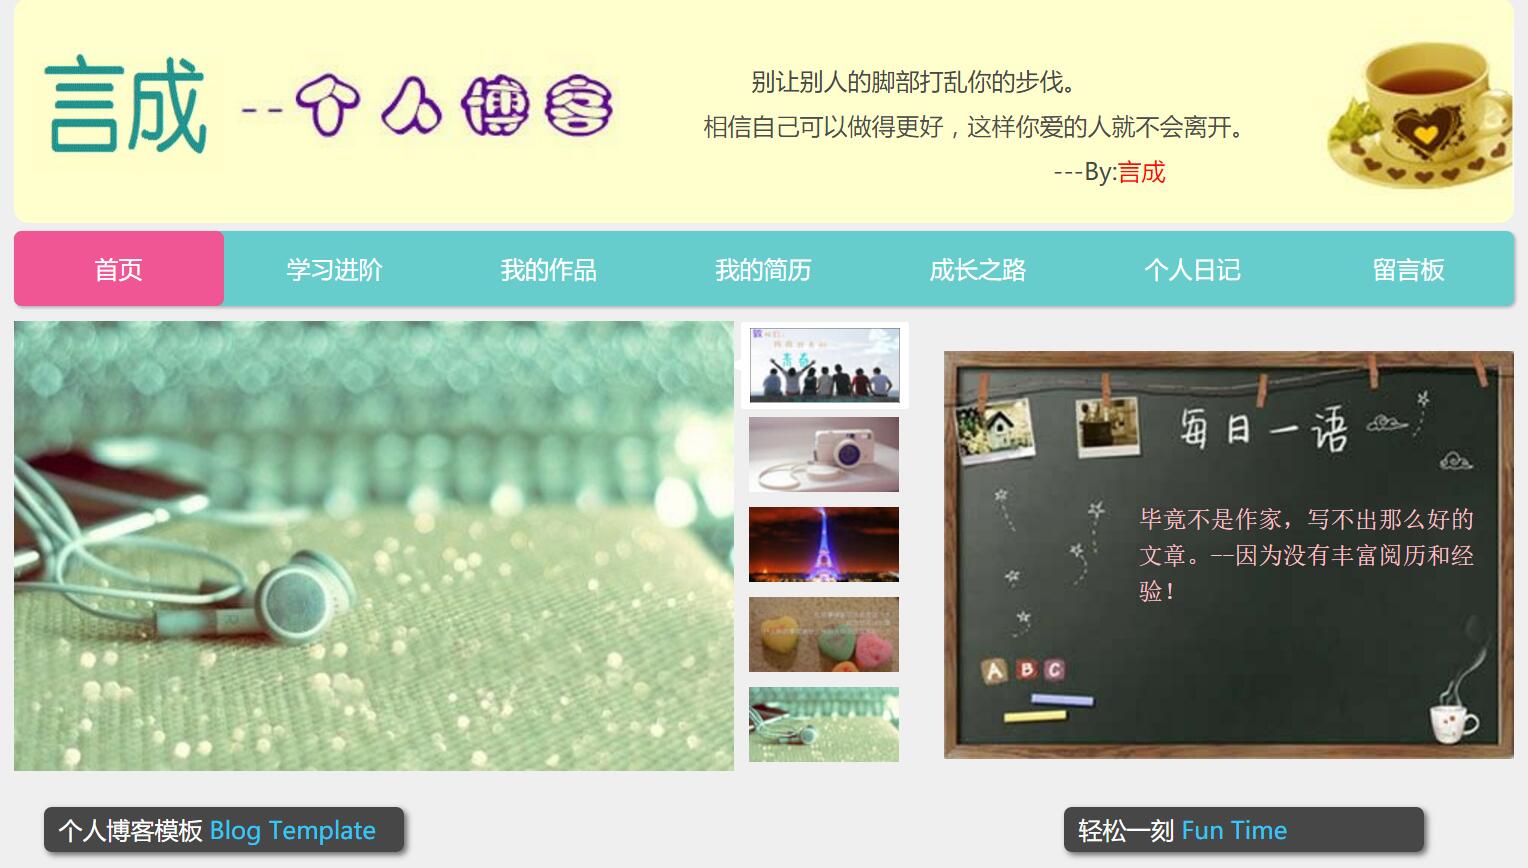 言成 --个人博客
别让别人的脚部打乱你的步伐。
相信自己可以做得更好，这样你爱的人就不会离开。
---By:言成
首页 学习进阶 我的作品 我的简历 成长之路 个人日记 留言板
青春
每日一语
毕竟不是作家，写不出那么好的
文章。--因为没有丰富阅历和经
验！
A B C
个人博客模板 Blog Template
轻松一刻 Fun Time